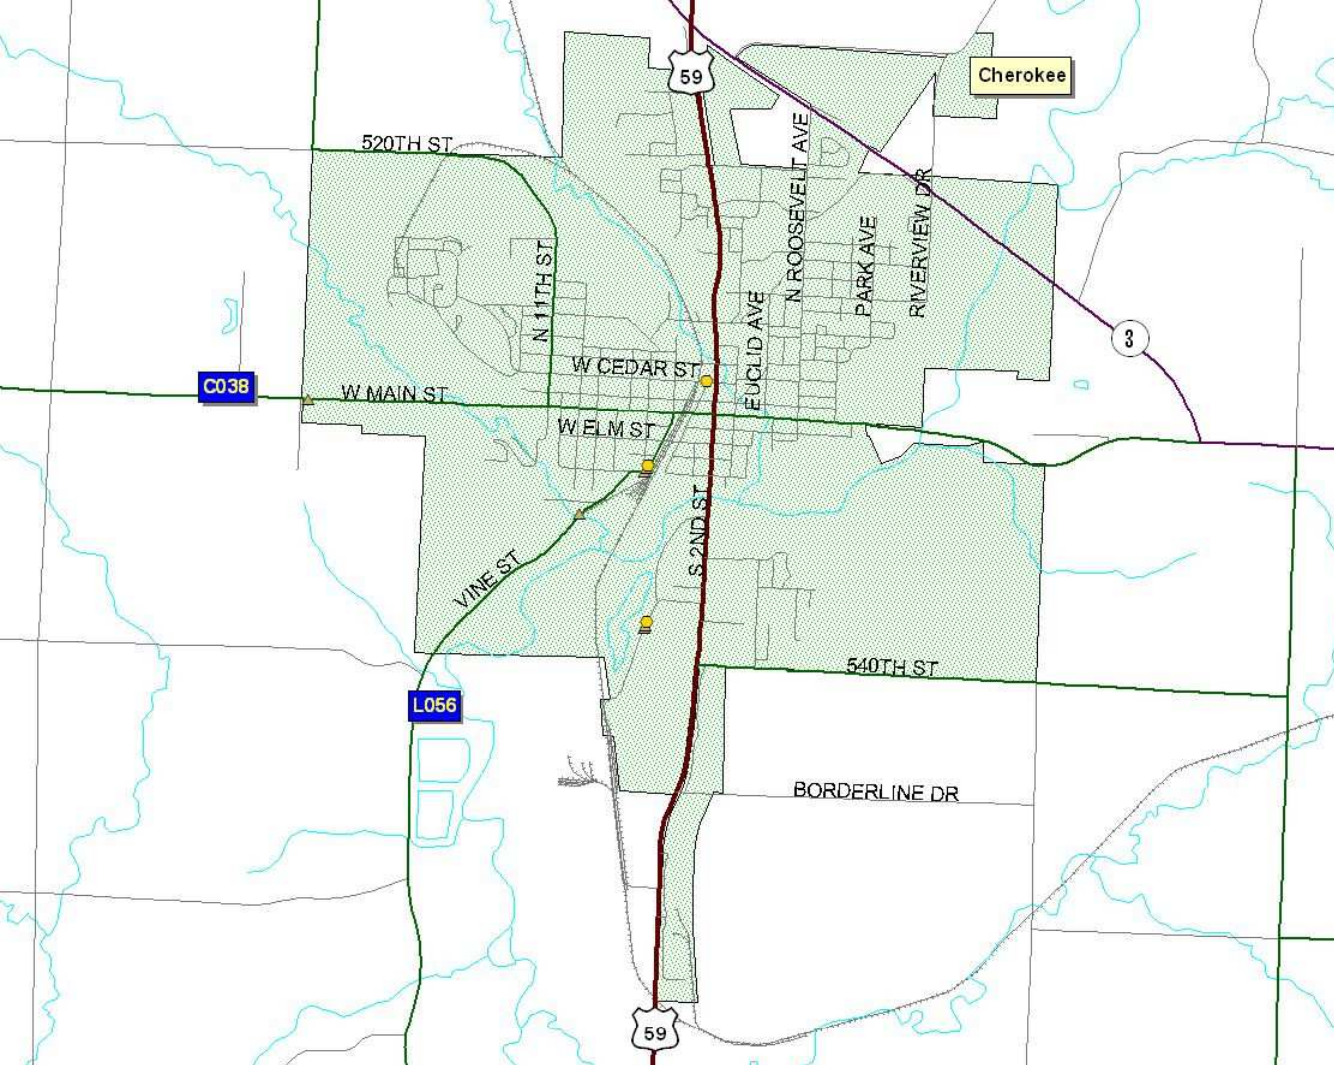 59
Cherokee
520TH ST
N ROOSEVELT AVE
RIVERVIEW DR
PARK AVE
N 11TH ST
EUCLID AVE
3
W CEDAR ST
C038
W MAIN ST
W ELM ST
S 2ND ST
VINE ST
540TH ST
L056
BORDERLINE DR
59